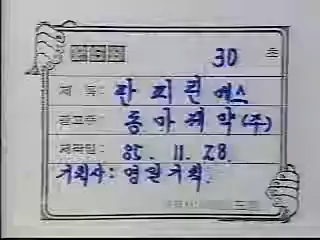 30 초
제 목: 판피린 에스
광고주: 동아제약(주)
제작일: 85. 11. 28.
기획사: 영원기획.